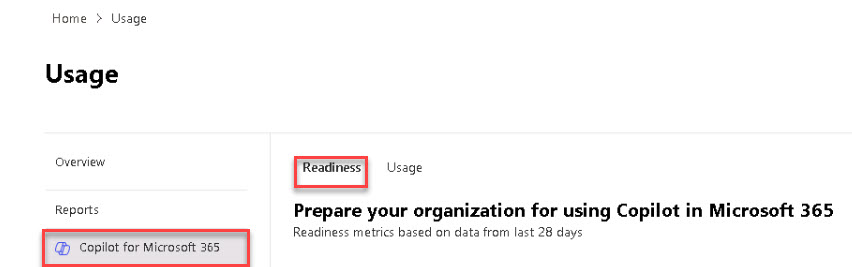 Home > Usage
Usage
Overview
Readiness Usage
Reports
Prepare your organization for using Copilot in Microsoft 365
Readiness metrics based on data from last 28 days
Copilot for Microsoft 365